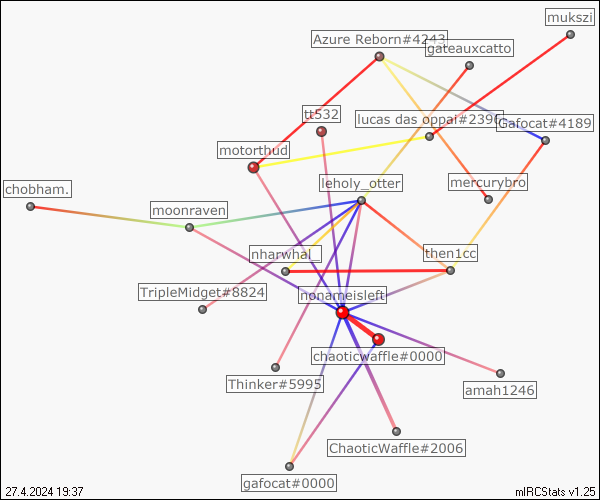 mukszi
Azure Reborn#4243
gateauxcatto
tt532
lucas das oppai#2390
Gafocat#4189
motorthud
leholy_otter
mercurybro
chobham.
moonraven
nharwhal_
then1cc
TripleMidget#8824
nonameisleft
chaoticwaffle#0000
Thinker#5995
amah1246
ChaoticWaffle#2006
gafocat#0000
27.4.2024 19:37
mIRCStats v1.25